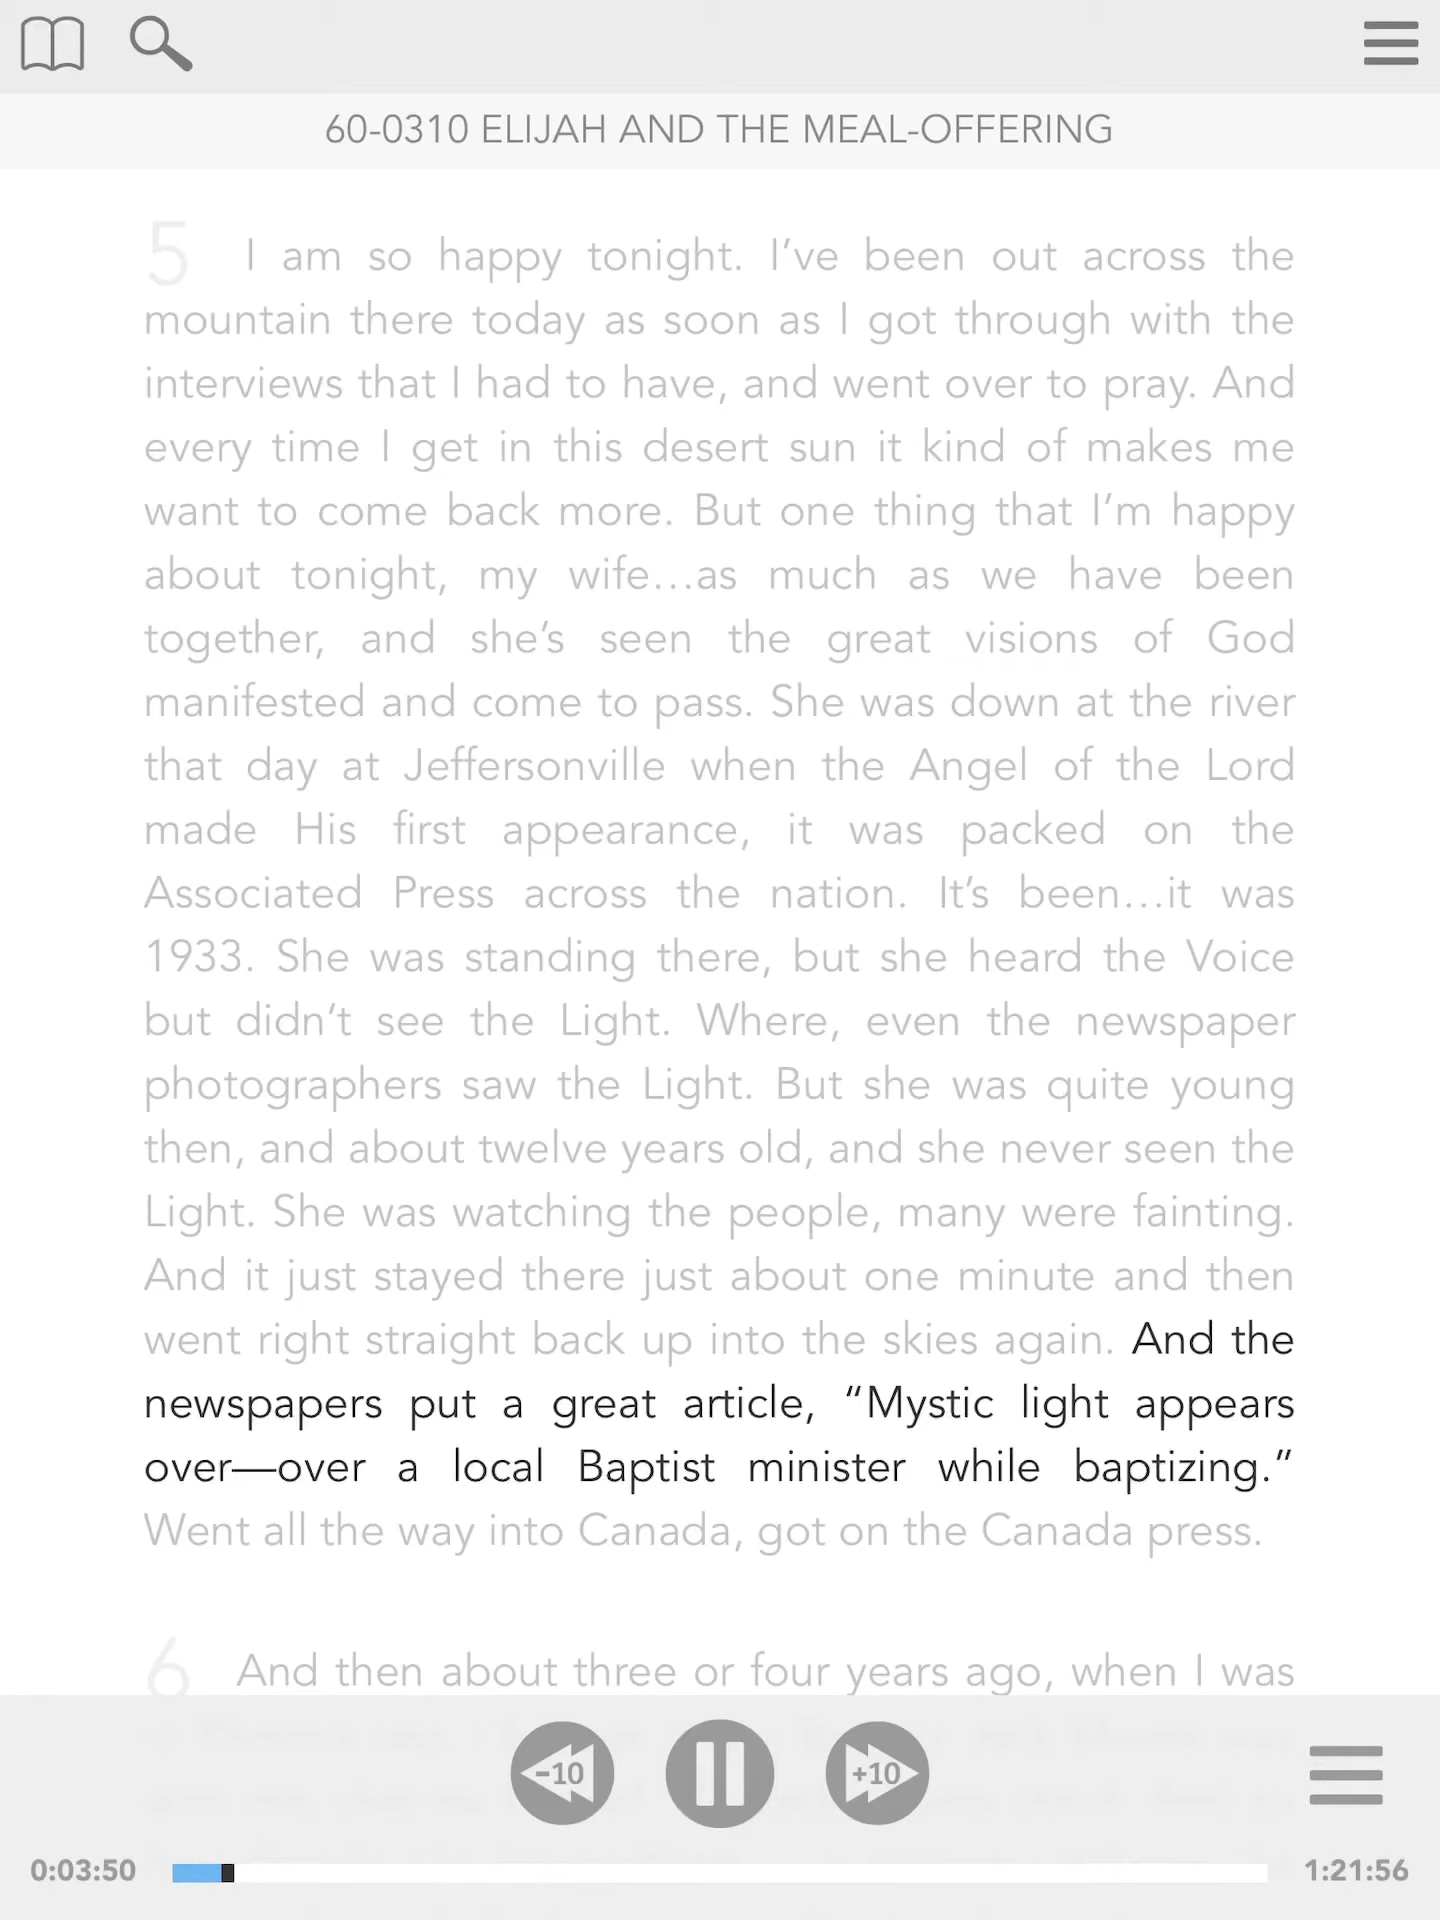 60-0310 ELIJAH AND THE MEAL-OFFERING
5 I am so happy tonight. I’ve been out across the
mountain there today as soon as I got through with the
interviews that I had to have, and went over to pray. And
every time I get in this desert sun it kind of makes me
want to come back more. But one thing that I’m happy
about tonight, my wife…as much as we have been
together, and she’s seen the great visions of God
manifested and come to pass. She was down at the river
that day at Jeffersonville when the Angel of the Lord
made His first appearance, it was packed on the
Associated Press across the nation. It’s been…it was
1933. She was standing there, but she heard the Voice
but didn’t see the Light. Where, even the newspaper
photographers saw the Light. But she was quite young
then, and about twelve years old, and she never seen the
Light. She was watching the people, many were fainting.
And it just stayed there just about one minute and then
went right straight back up into the skies again. And the
newspapers put a great article, “Mystic light appears
over—over a local Baptist minister while baptizing.”
Went all the way into Canada, got on the Canada press.
6 And then about three or four years ago, when I was
-10 +10
0:03:50 1:21:56